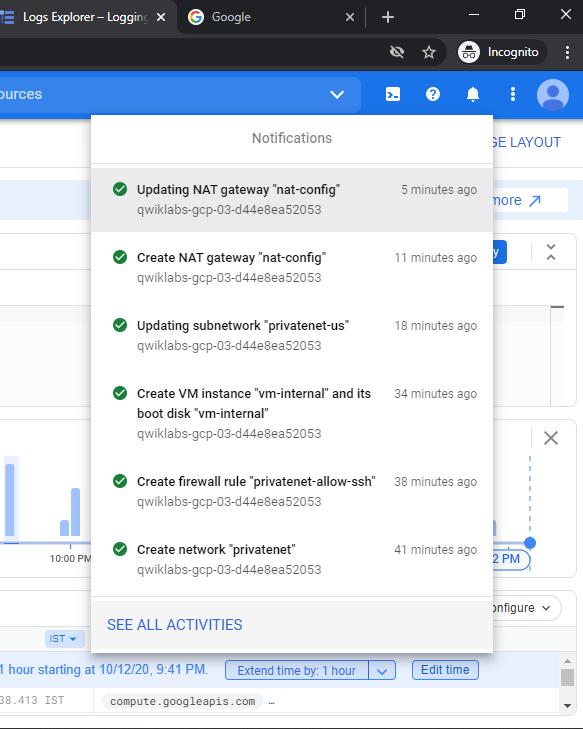 Logs Explorer – Logging
Google
Incognito
ources
Notifications
GE LAYOUT
Updating NAT gateway "nat-config"
5 minutes ago
qwiklabs-gcp-03-d44e8ea52053
more
Create NAT gateway "nat-config"
11 minutes ago
qwiklabs-gcp-03-d44e8ea52053
y
Updating subnetwork "privatenet-us"
18 minutes ago
qwiklabs-gcp-03-d44e8ea52053
Create VM instance "vm-internal" and its
34 minutes ago
boot disk "vm-internal"
qwiklabs-gcp-03-d44e8ea52053
Create firewall rule "privatenet-allow-ssh"
38 minutes ago
qwiklabs-gcp-03-d44e8ea52053
Create network "privatenet"
41 minutes ago
qwiklabs-gcp-03-d44e8ea52053
10:00 PM
2 PM
SEE ALL ACTIVITIES
onfigure
IST
1 hour starting at 10/12/20, 9:41 PM.
Extend time by: 1 hour
Edit time
38.413 IST
compute.googleapis.com …